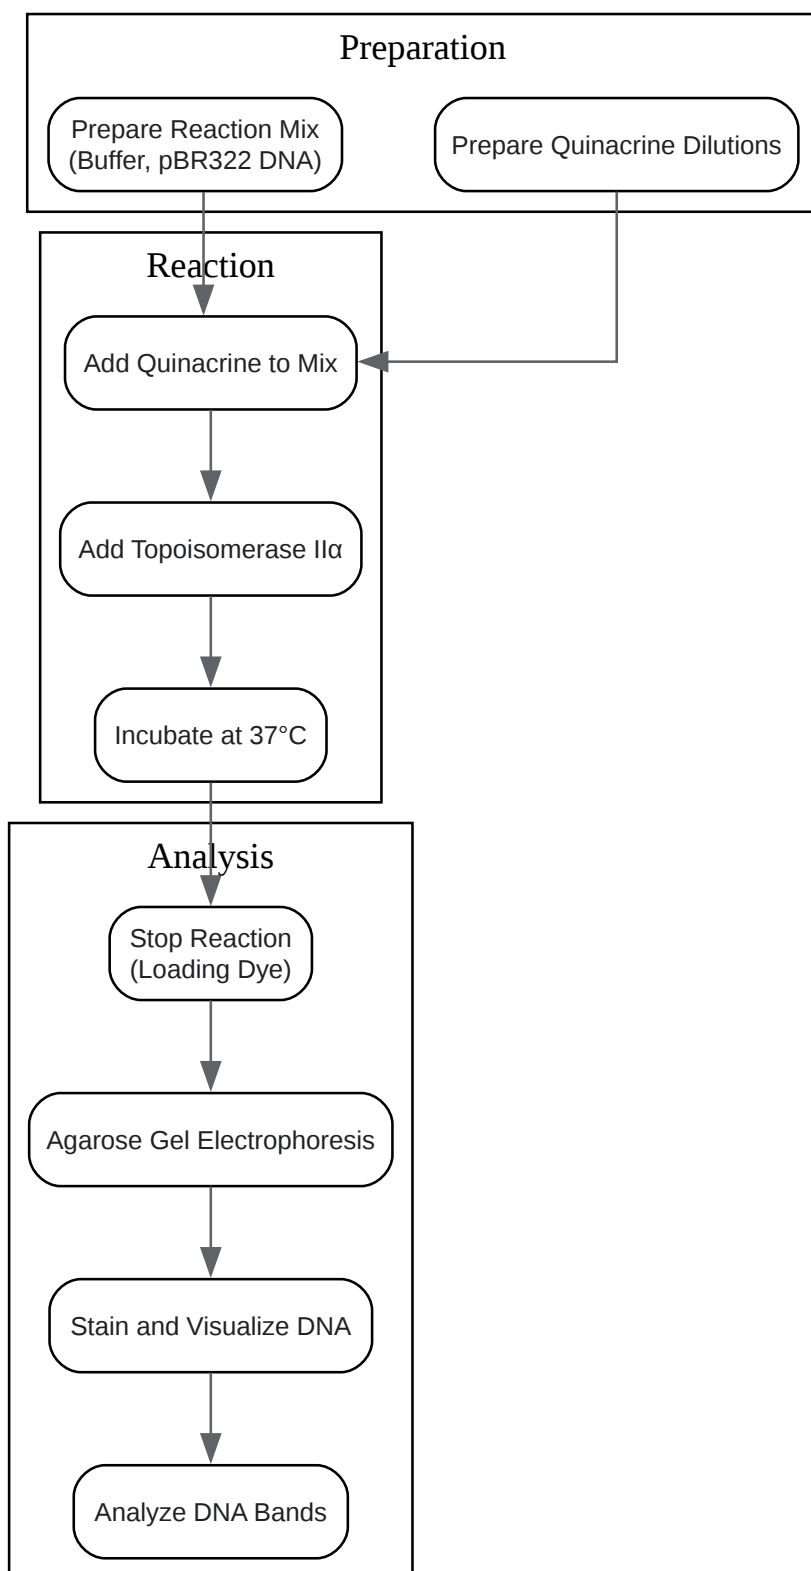 Preparation
Prepare Reaction Mix
(Buffer, pBR322 DNA)
Prepare Quinacrine Dilutions
Reaction
Add Quinacrine to Mix
Add Topoisomerase IIα
Incubate at 37°C
Analysis
Stop Reaction
(Loading Dye)
Agarose Gel Electrophoresis
Stain and Visualize DNA
Analyze DNA Bands